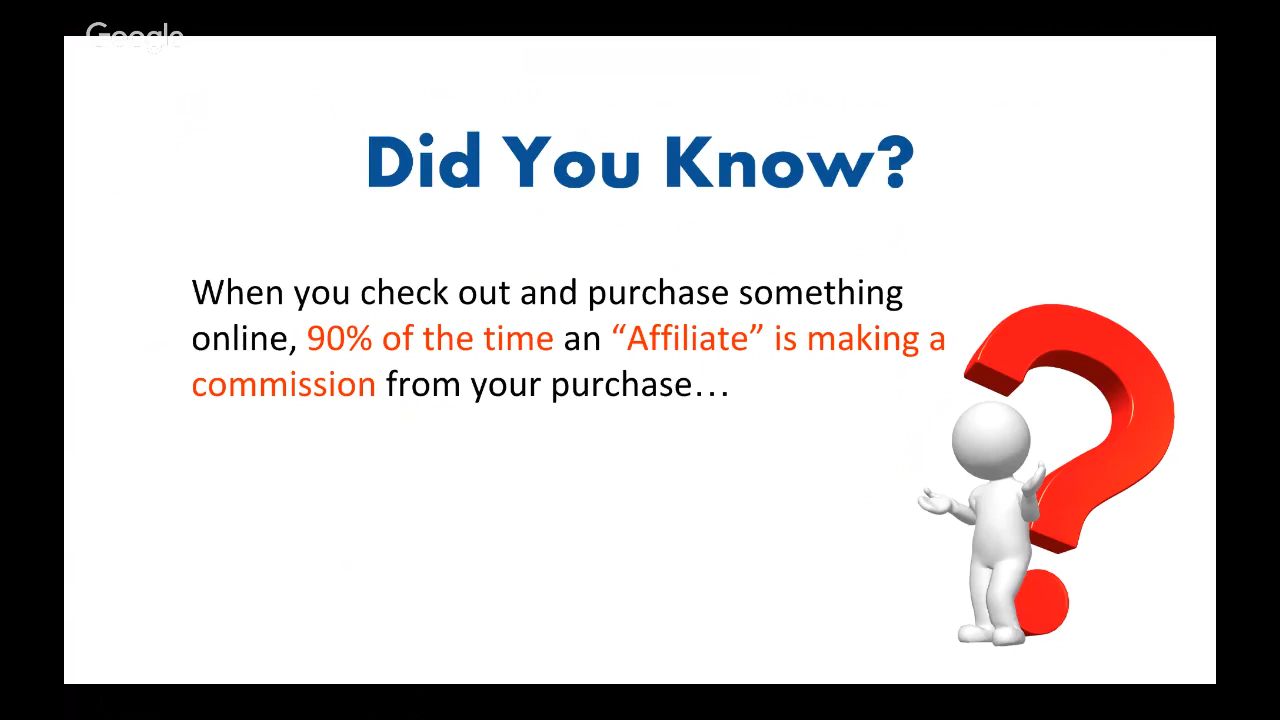 Google
Did You Know?
When you check out and purchase something
online, 90% of the time an “Affiliate” is making a
commission from your purchase…